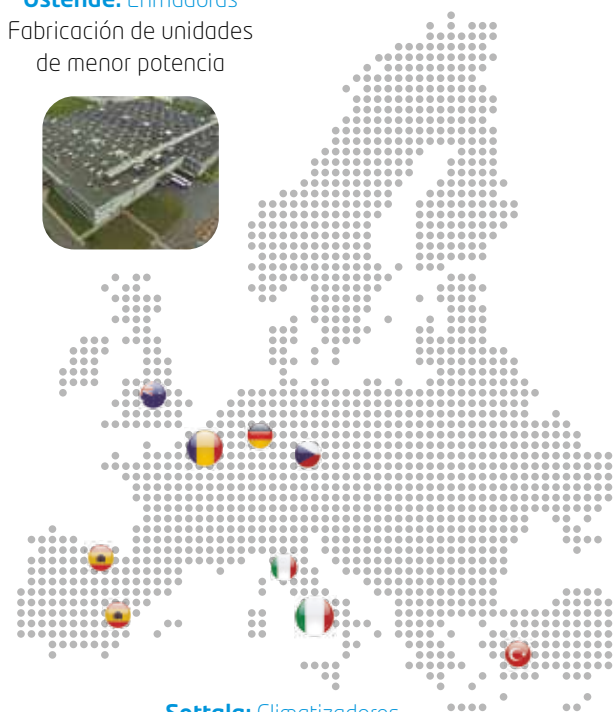 Ostende: Enfriadoras
Fabricación de unidades
de menor potencia
Settala: Climatizadores